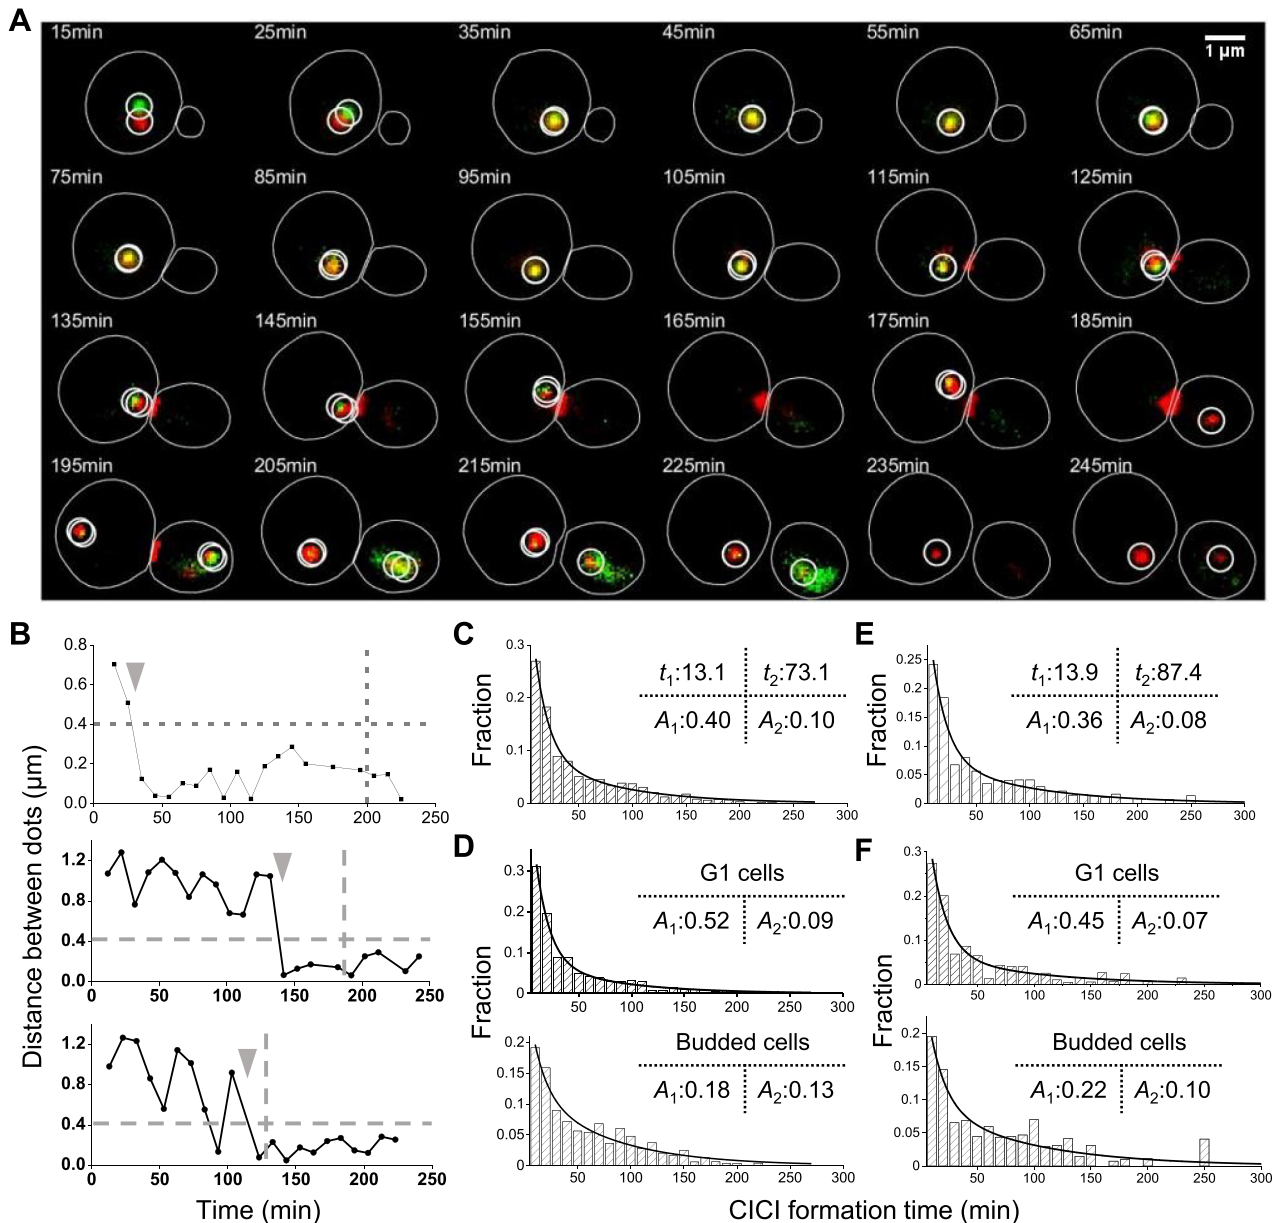 A
15min 25min 35min 45min 55min 65min
1 μm
75min 85min 95min 105min 115min 125min
135min 145min 155min 165min 175min 185min
195min 205min 215min 225min 235min 245min
B
Distance between dots (μm)
0.8
0.6
0.4
0.2
0.0
0 50 100 150 200 250
1.2
0.8
0.4
0.0
0 50 100 150 200 250
1.2
0.8
0.4
0.0
0 50 100 150 200 250
Time (min)
C
Fraction
0.3
0.2
0.1
0
50 100 150 200 250 300
t1:13.1 t2:73.1
A1:0.40 A2:0.10
E
Fraction
0.25
0.2
0.15
0.1
0.05
0
50 100 150 200 250 300
t1:13.9 t2:87.4
A1:0.36 A2:0.08
D
Fraction
0.3
0.2
0.1
0
50 100 150 200 250 300
G1 cells
A1:0.52 A2:0.09
0.2
0.15
0.1
0.05
0
50 100 150 200 250 300
Budded cells
A1:0.18 A2:0.13
F
Fraction
0.3
0.2
0.1
0
50 100 150 200 250 300
G1 cells
A1:0.45 A2:0.07
0.2
0.15
0.1
0.05
0
50 100 150 200 250 300
Budded cells
A1:0.22 A2:0.10
CICI formation time (min)